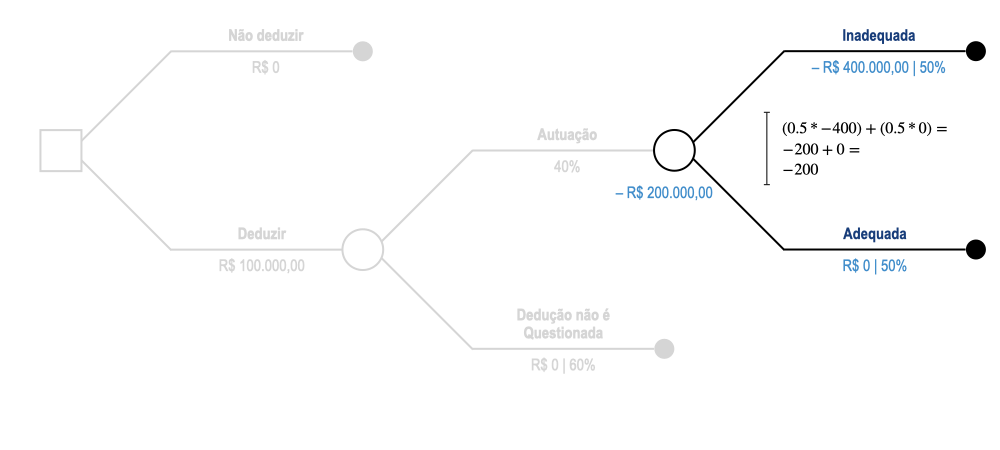 Não deduzir
R$ 0
Inadequada
– R$ 400.000,00 | 50%
Autuação
40%
– R$ 200.000,00
(0.5 * −400) + (0.5 * 0) =
−200 + 0 =
−200
Deduzir
R$ 100.000,00
Adequada
R$ 0 | 50%
Dedução não é
Questionada
R$ 0 | 60%